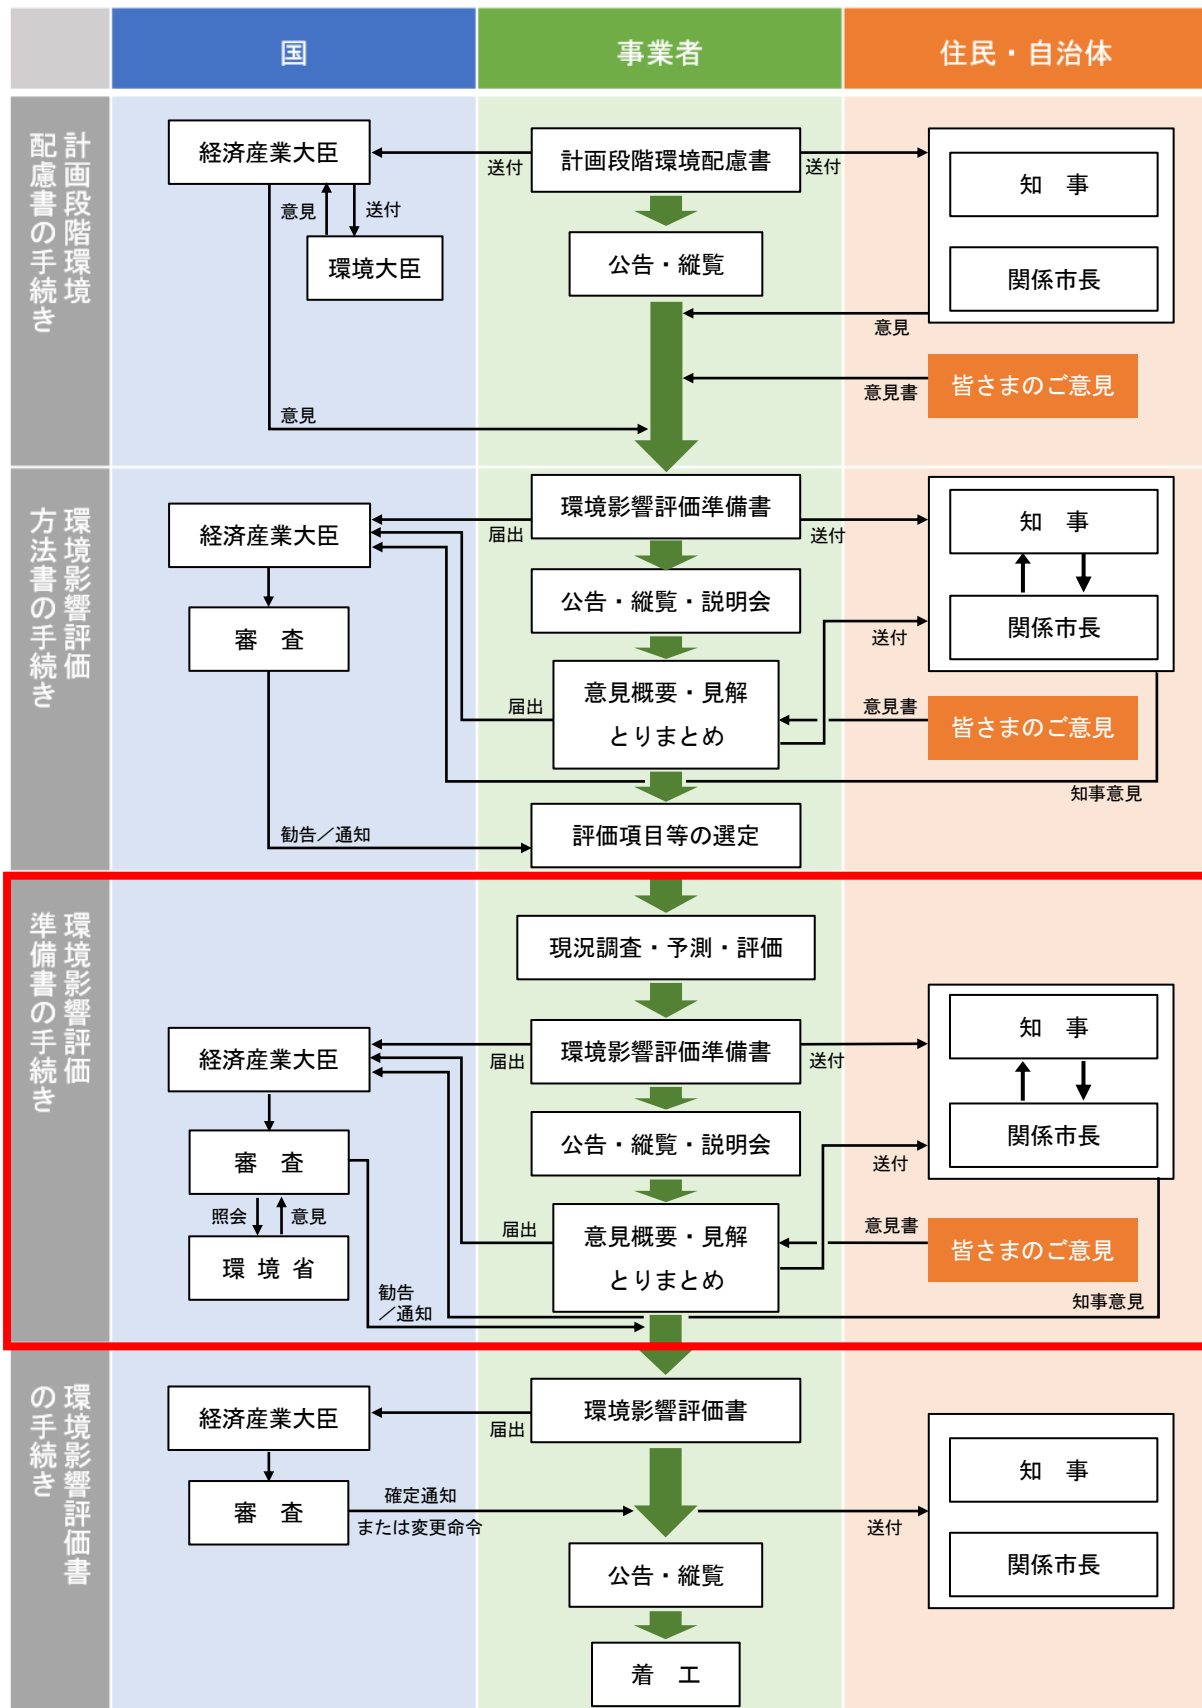 国
事業者
住民・自治体
計画段階環境
配慮書の手続き
経済産業大臣
送付
計画段階環境配慮書
送付
知　事
意見
送付
環境大臣
公告・縦覧
関係市長
意見
皆さまのご意見
意見書
意見
環境影響評価
方法書の手続き
経済産業大臣
届出
環境影響評価準備書
送付
知　事
公告・縦覧・説明会
関係市長
審　査
送付
意見概要・見解
とりまとめ
届出
意見書
皆さまのご意見
知事意見
勧告／通知
評価項目等の選定
環境影響評価
準備書の手続き
現況調査・予測・評価
経済産業大臣
届出
環境影響評価準備書
送付
知　事
公告・縦覧・説明会
関係市長
審　査
送付
照会
意見
環 境 省
届出
意見概要・見解
とりまとめ
意見書
皆さまのご意見
勧告
／通知
知事意見
環境影響評価書
の手続き
経済産業大臣
届出
環境影響評価書
知　事
審　査
確定通知
または変更命令
送付
関係市長
公告・縦覧
着　工